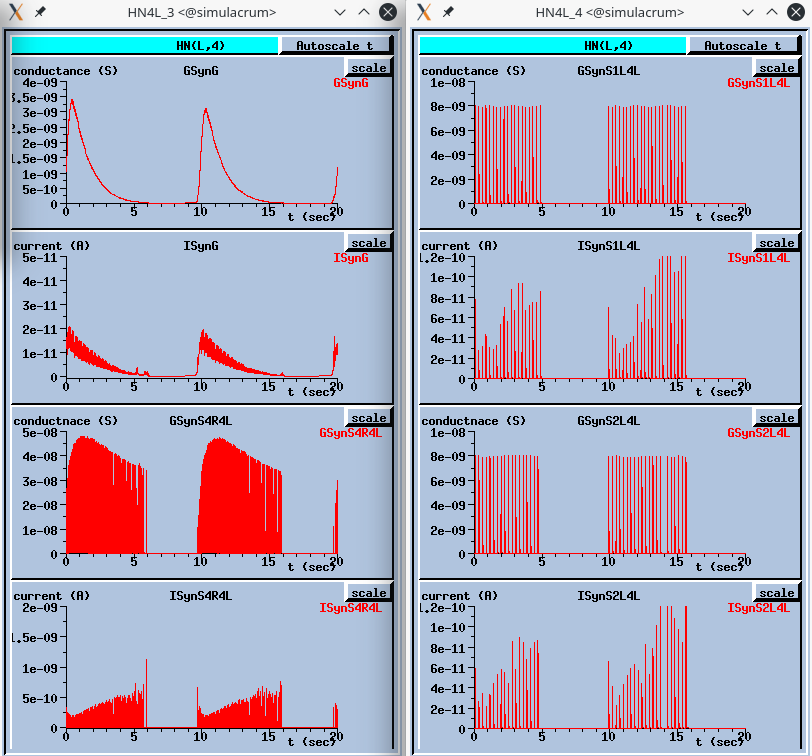 HN4L_3 <@simulacrum>
HN(L,4)
Autoscale t
conductance (S)
GSynG
scale
GSynG
4e-09
3.5e-09
3e-09
2.5e-09
2e-09
1.5e-09
1e-09
5e-10
0
0 5 10 15 20
t (sec)
current (A)
ISynG
scale
ISynG
5e-11
4e-11
3e-11
2e-11
1e-11
0
0 5 10 15 20
t (sec)
conductnace (S)
GSynS4R4L
scale
GSynS4R4L
5e-08
4e-08
3e-08
2e-08
1e-08
0
0 5 10 15 20
t (sec)
current (A)
ISynS4R4L
scale
ISynS4R4L
2e-09
1.5e-09
1e-09
5e-10
0
0 5 10 15 20
t (sec)
HN4L_4 <@simulacrum>
HN(L,4)
Autoscale t
conductance (S)
GSynS1L4L
scale
GSynS1L4L
1e-08
8e-09
6e-09
4e-09
2e-09
0
0 5 10 15 20
t (sec)
current (A)
ISynS1L4L
scale
ISynS1L4L
1.2e-10
1e-10
8e-11
6e-11
4e-11
2e-11
0
0 5 10 15 20
t (sec)
conductance (S)
GSynS2L4L
scale
GSynS2L4L
1e-08
8e-09
6e-09
4e-09
2e-09
0
0 5 10 15 20
t (sec)
current (A)
ISynS2L4L
scale
ISynS2L4L
1.2e-10
1e-10
8e-11
6e-11
4e-11
2e-11
0
0 5 10 15 20
t (sec)